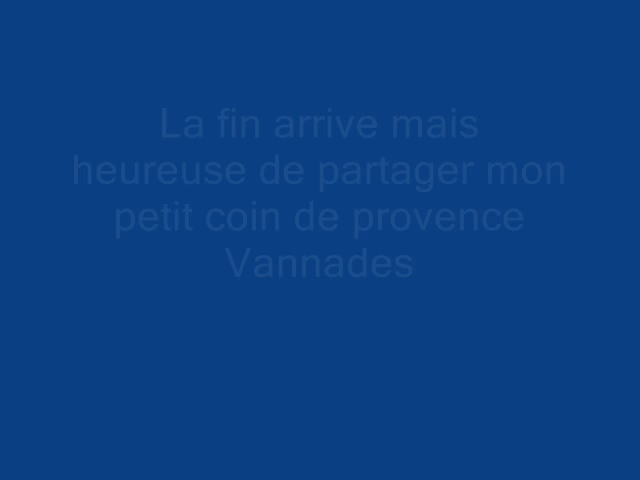 La fin arrive mais
heureuse de partager mon
petit coin de provence
Vannades